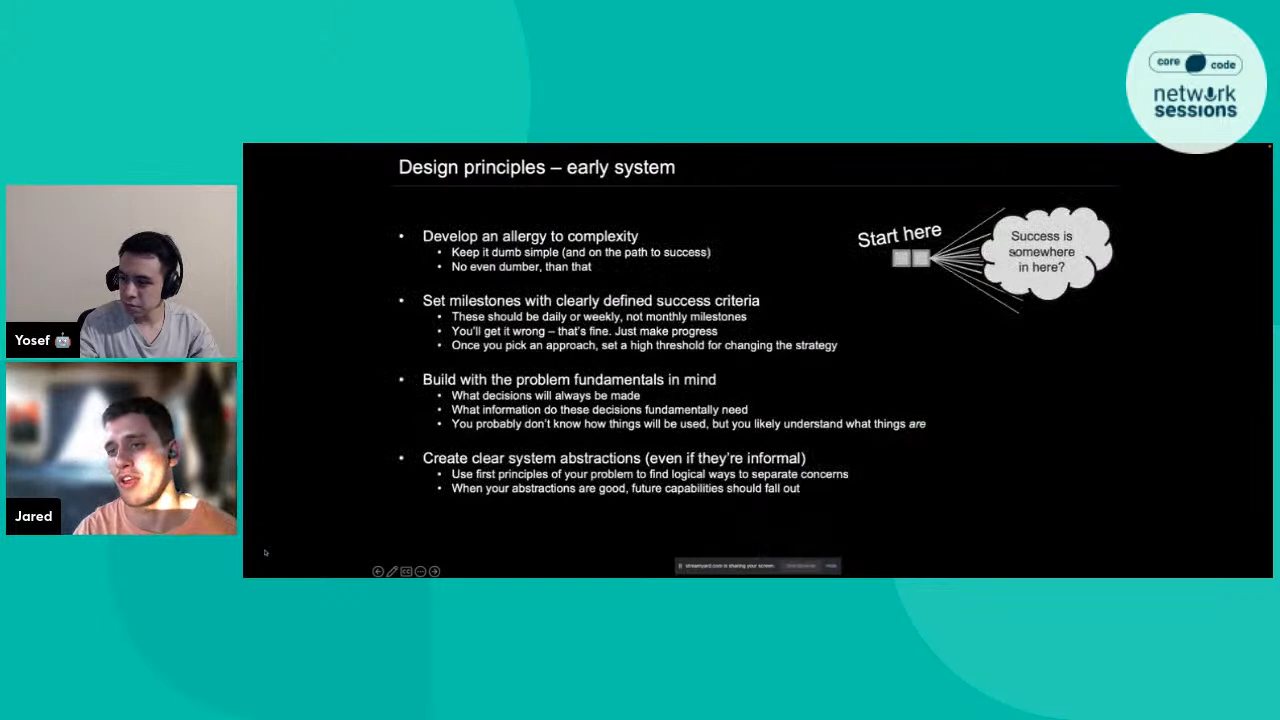 core code
network
sessions
Design principles – early system
• Develop an allergy to complexity
• Keep it dumb simple (and on the path to success)
• No even dumber, than that
• Set milestones with clearly defined success criteria
• These should be daily or weekly, not monthly milestones
• You'll get it wrong – that's fine. Just make progress
• Once you pick an approach, set a high threshold for changing the strategy
• Build with the problem fundamentals in mind
• What decisions will always be made
• What information do these decisions fundamentally need
• You probably don't know how things will be used, but you likely understand what things are
• Create clear system abstractions (even if they're informal)
• Use first principles of your problem to find logical ways to separate concerns
• When your abstractions are good, future capabilities should fall out
Start here
Success is
somewhere
in here?
Yosef
Jared
streamyard.com is sharing your screen.
Hide